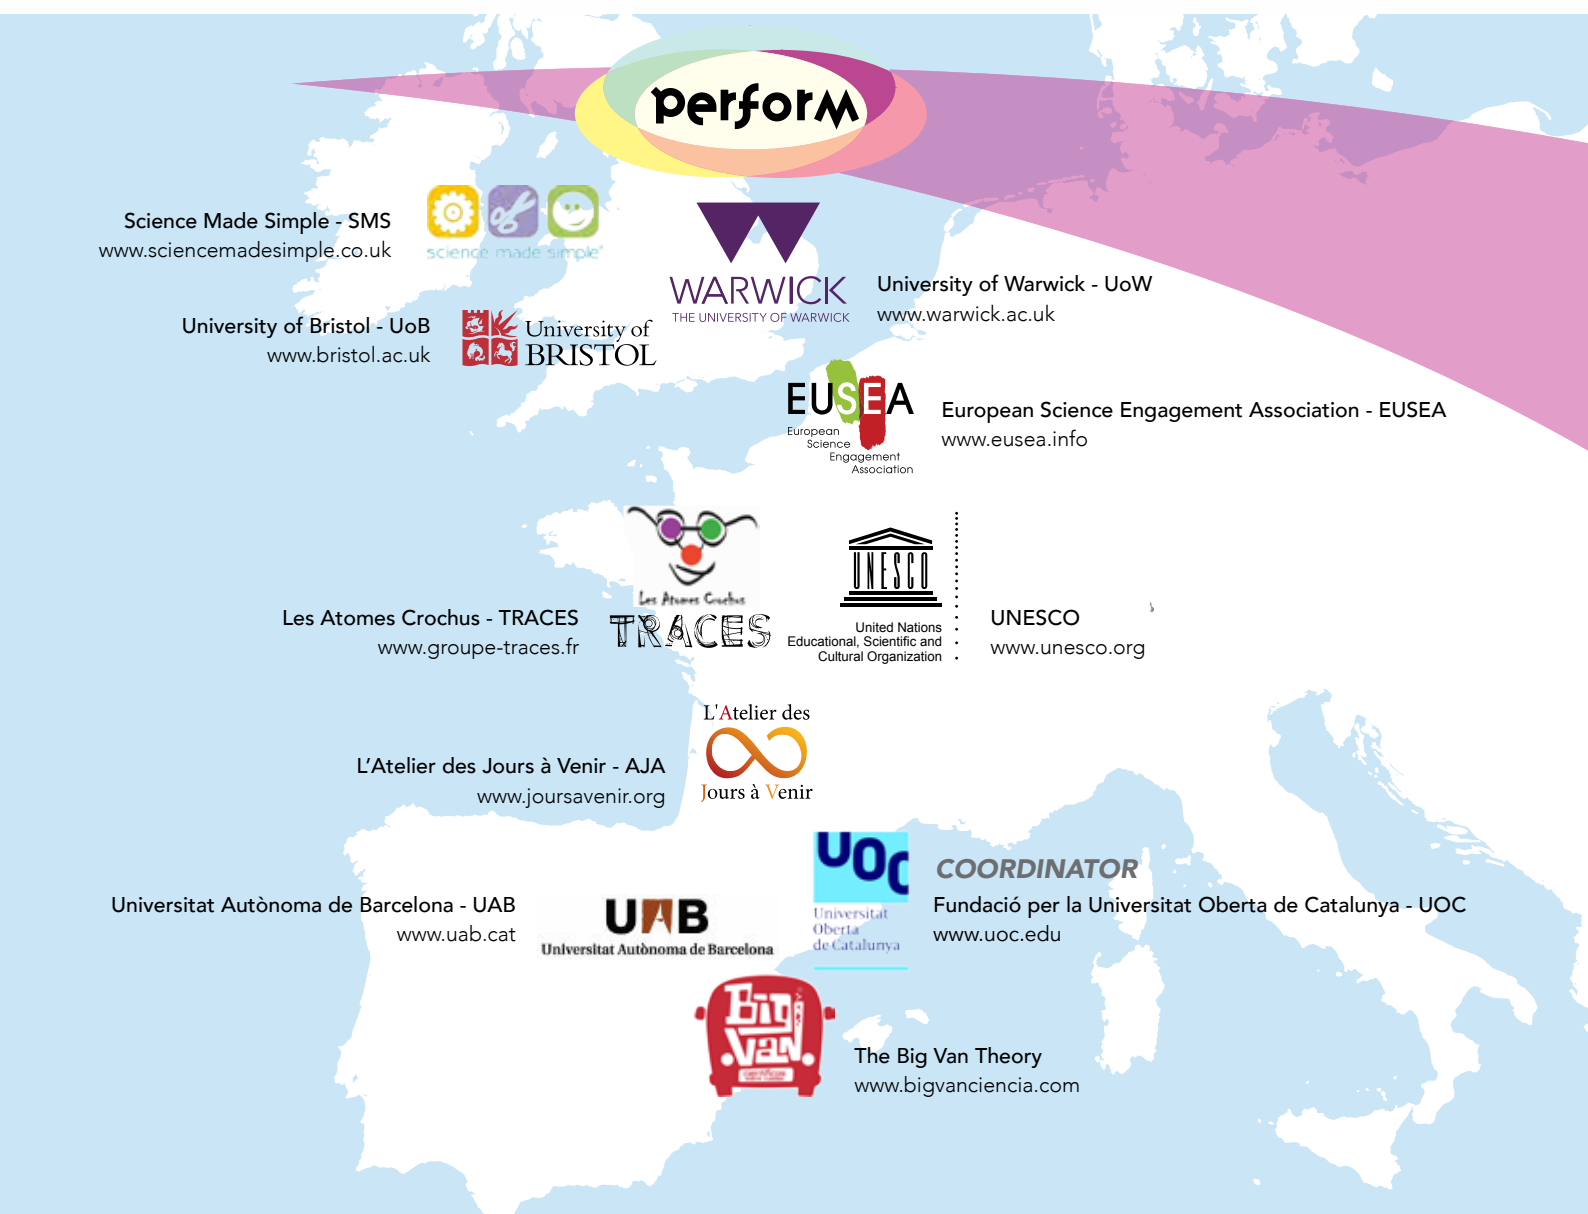 perform
Science Made Simple - SMS
www.sciencemadesimple.co.uk
science made simple®
WARWICK
THE UNIVERSITY OF WARWICK
University of Warwick - UoW
www.warwick.ac.uk
University of Bristol - UoB
www.bristol.ac.uk
University of
BRISTOL
EUSEA
European
Science
Engagement
Association
European Science Engagement Association - EUSEA
www.eusea.info
Les Atomes Crochus
TRACES
Les Atomes Crochus - TRACES
www.groupe-traces.fr
UNESCO
United Nations
Educational, Scientific and
Cultural Organization
UNESCO
www.unesco.org
L'Atelier des
Jours à Venir
L’Atelier des Jours à Venir - AJA
www.joursavenir.org
Universitat Autònoma de Barcelona - UAB
www.uab.cat
UAB
Universitat Autònoma de Barcelona
UOC
Universitat
Oberta
de Catalunya
COORDINATOR
Fundació per la Universitat Oberta de Catalunya - UOC
www.uoc.edu
Big
Van
The Big Van Theory
www.bigvanciencia.com